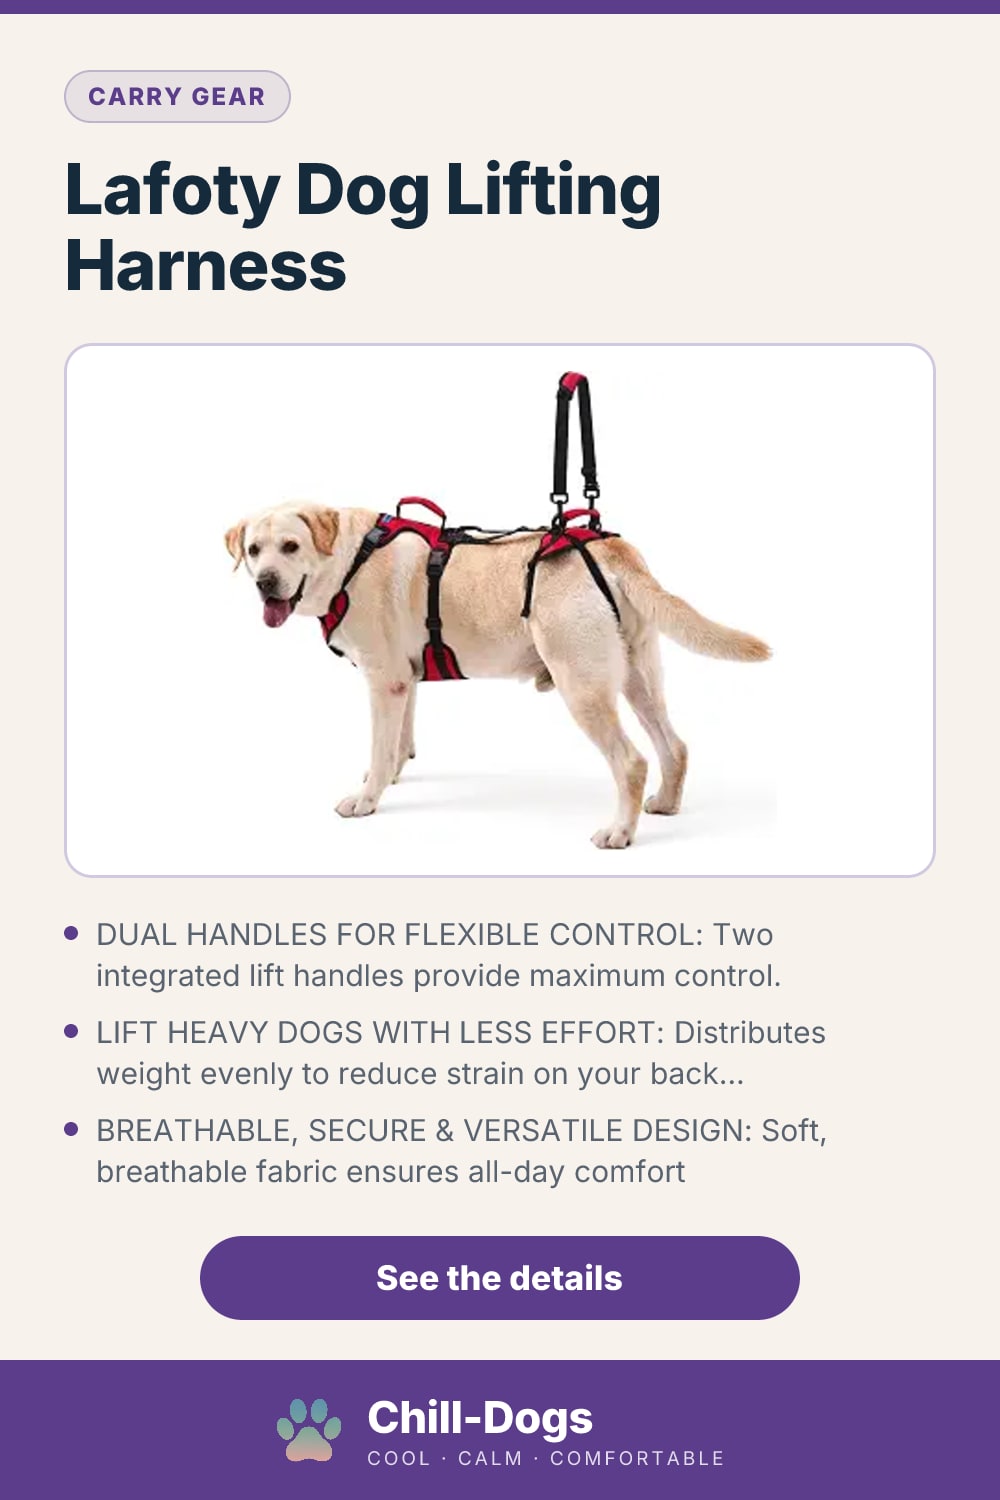 CARRY GEAR
Lafoty Dog Lifting
Harness
DUAL HANDLES FOR FLEXIBLE CONTROL: Two
integrated lift handles provide maximum control.
LIFT HEAVY DOGS WITH LESS EFFORT: Distributes
weight evenly to reduce strain on your back...
BREATHABLE, SECURE & VERSATILE DESIGN: Soft,
breathable fabric ensures all-day comfort
See the details
Chill-Dogs
COOL · CALM · COMFORTABLE